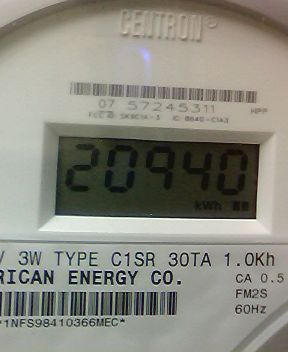 CENTRON®
07 57245311
HPP
20940
kWh
V 3W TYPE C1SR 30TA 1.0Kh
RICAN ENERGY CO.
CA 0.5
FM2S
60Hz
*1NFS98410366MEC*